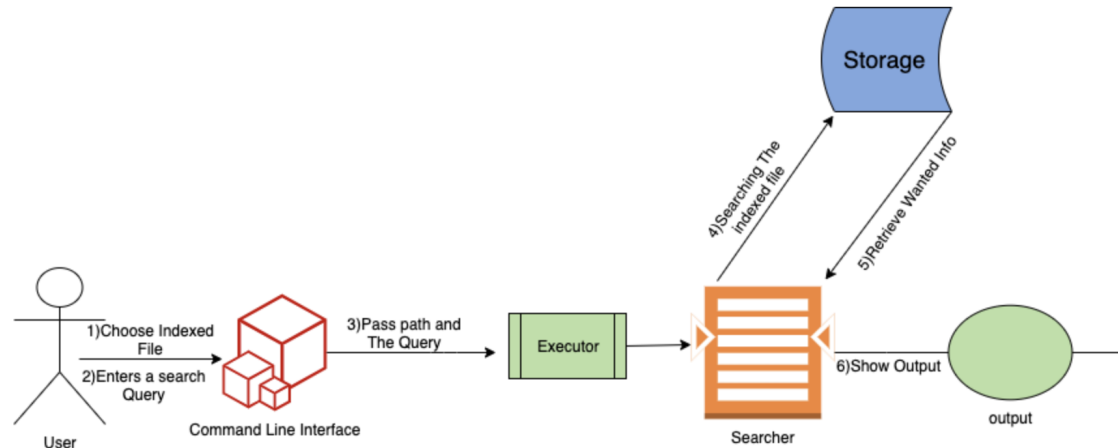 Storage
4)Searching The
indexed file
5)Retrieve Wanted Info
1)Choose Indexed
File
2)Enters a search
Query
3)Pass path and
The Query
Executor
6)Show Output
User
Command Line Interface
Searcher
output